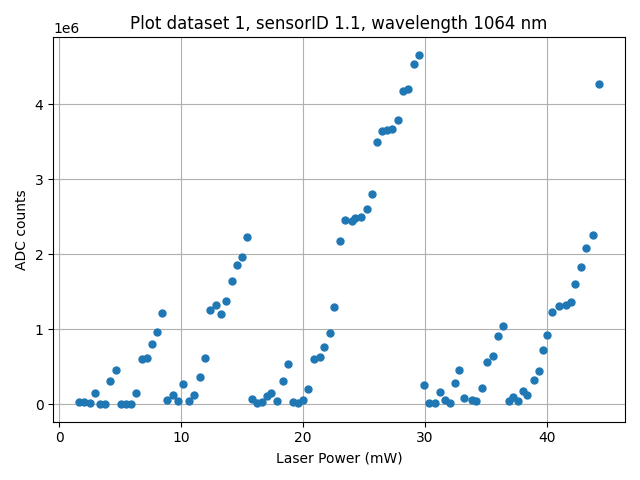 Plot dataset 1, sensorID 1.1, wavelength 1064 nm
1e6
4
3
2
1
0
ADC counts
0 10 20 30 40
Laser Power (mW)